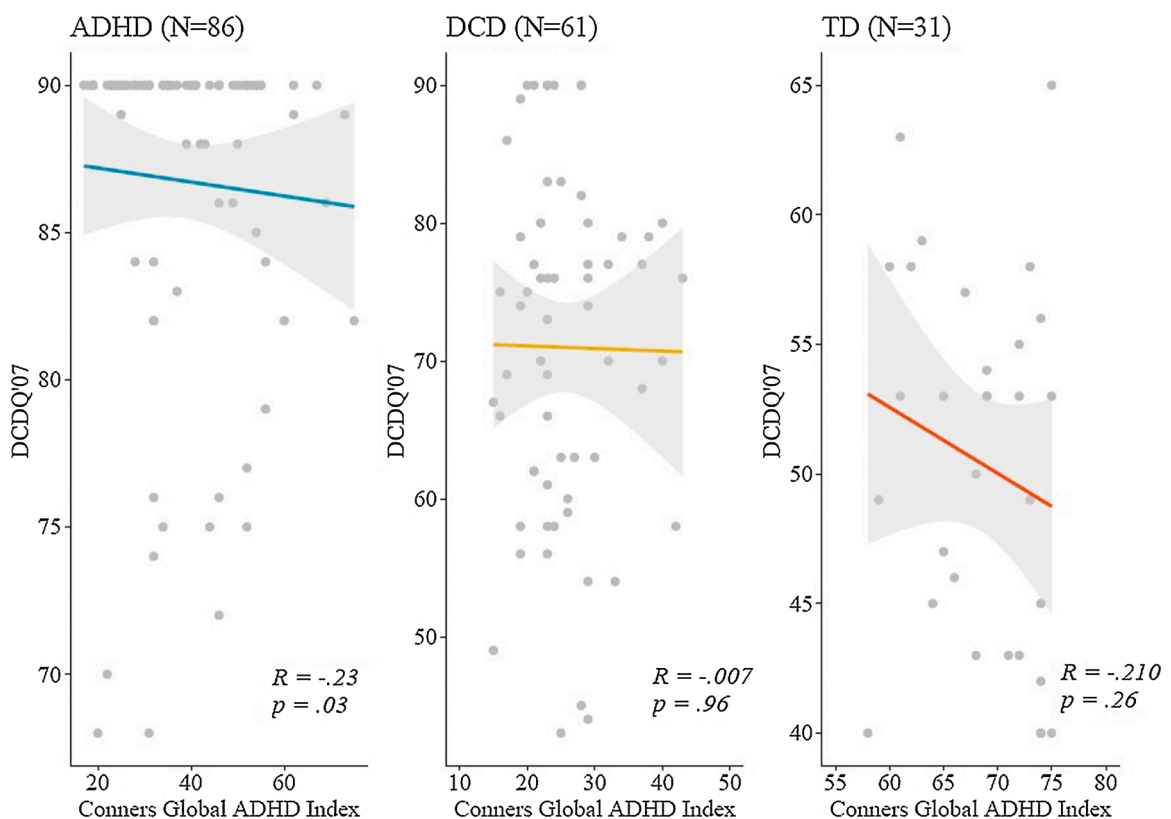 ADHD (N=86)
90
85
80
75
70
DCDQ'07
20
40
60
Conners Global ADHD Index
R = -.23
p = .03
DCD (N=61)
90
80
70
60
50
DCDQ'07
10
20
30
40
50
Conners Global ADHD Index
R = -.007
p = .96
TD (N=31)
65
60
55
50
45
40
DCDQ'07
55
60
65
70
75
80
Conners Global ADHD Index
R = -.210
p = .26